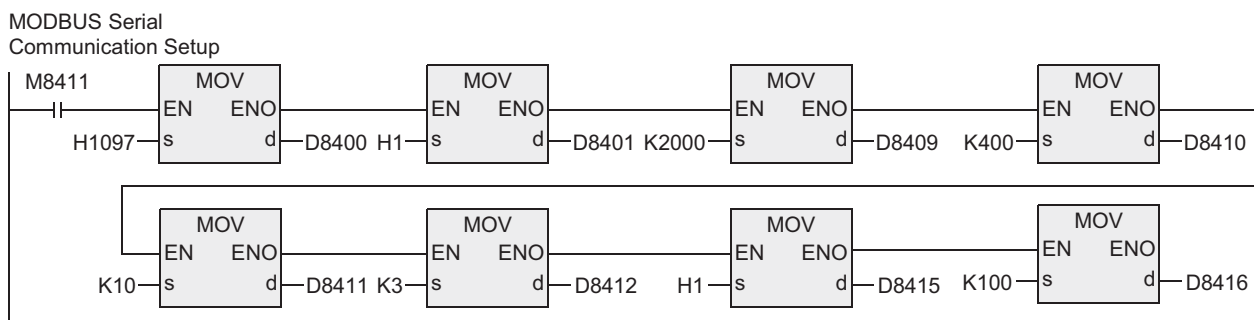 MODBUS Serial
Communication Setup
M8411
MOV MOV MOV MOV
EN ENO EN ENO EN ENO EN ENO
H1097 s d D8400 H1 s d D8401 K2000 s d D8409 K400 s d D8410
MOV MOV MOV MOV
EN ENO EN ENO EN ENO EN ENO
K10 s d D8411 K3 s d D8412 H1 s d D8415 K100 s d D8416